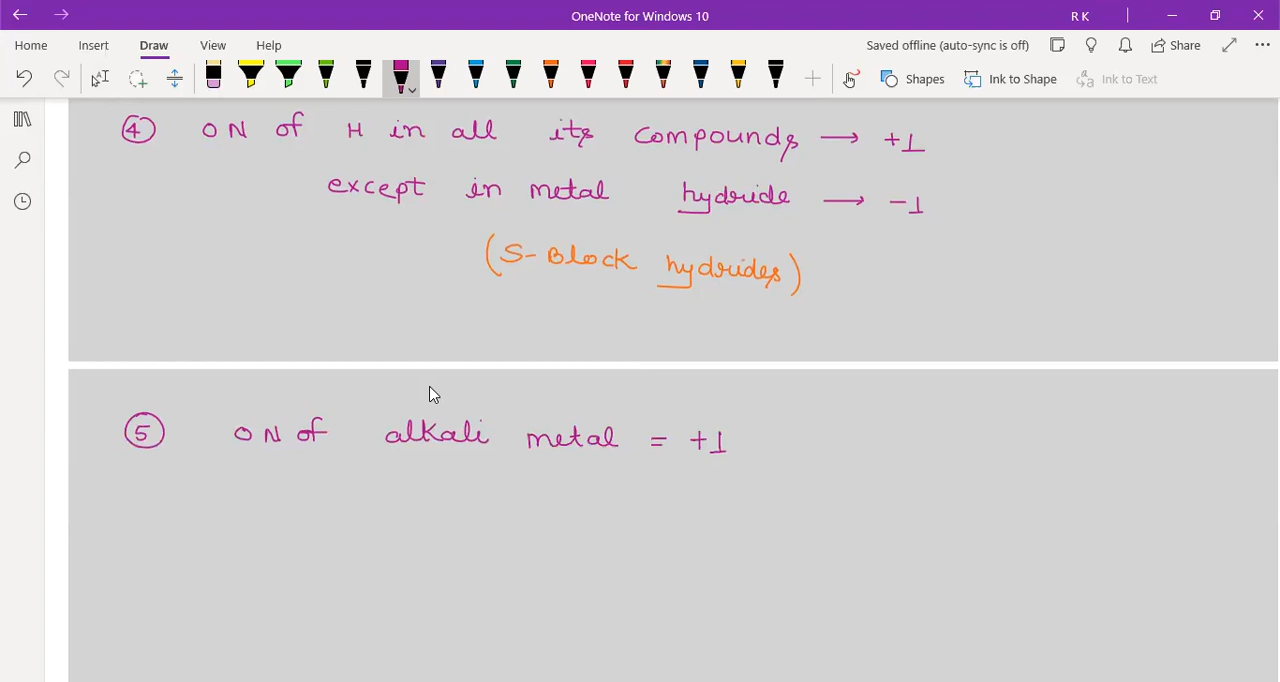 OneNote for Windows 10
R K
Home Insert Draw View Help
Saved offline (auto-sync is off)
Share
Shapes
Ink to Shape
Ink to Text
④ ON of H in all its compounds → +1
except in metal hydride → -1
(S-Block hydrides)
⑤ ON of alkali metal = +1